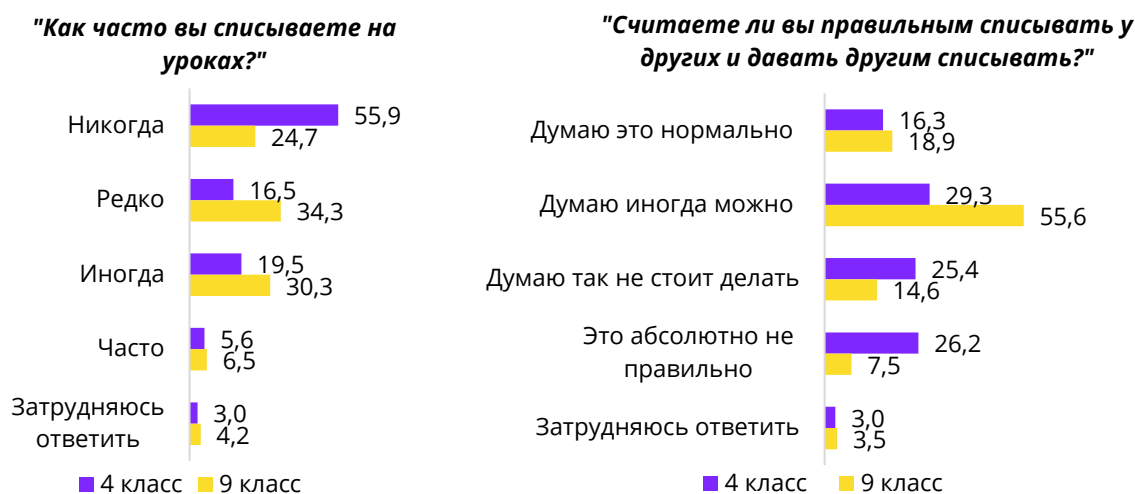 "Как часто вы списываете на
уроках?"
Никогда
55,9
24,7
Редко
16,5
34,3
Иногда
19,5
30,3
Часто
5,6
6,5
Затрудняюсь
ответить
3,0
4,2
4 класс
9 класс
"Считаете ли вы правильным списывать у
других и давать другим списывать?"
Думаю это нормально
16,3
18,9
Думаю иногда можно
29,3
55,6
Думаю так не стоит делать
25,4
14,6
Это абсолютно не
правильно
26,2
7,5
Затрудняюсь ответить
3,0
3,5
4 класс
9 класс